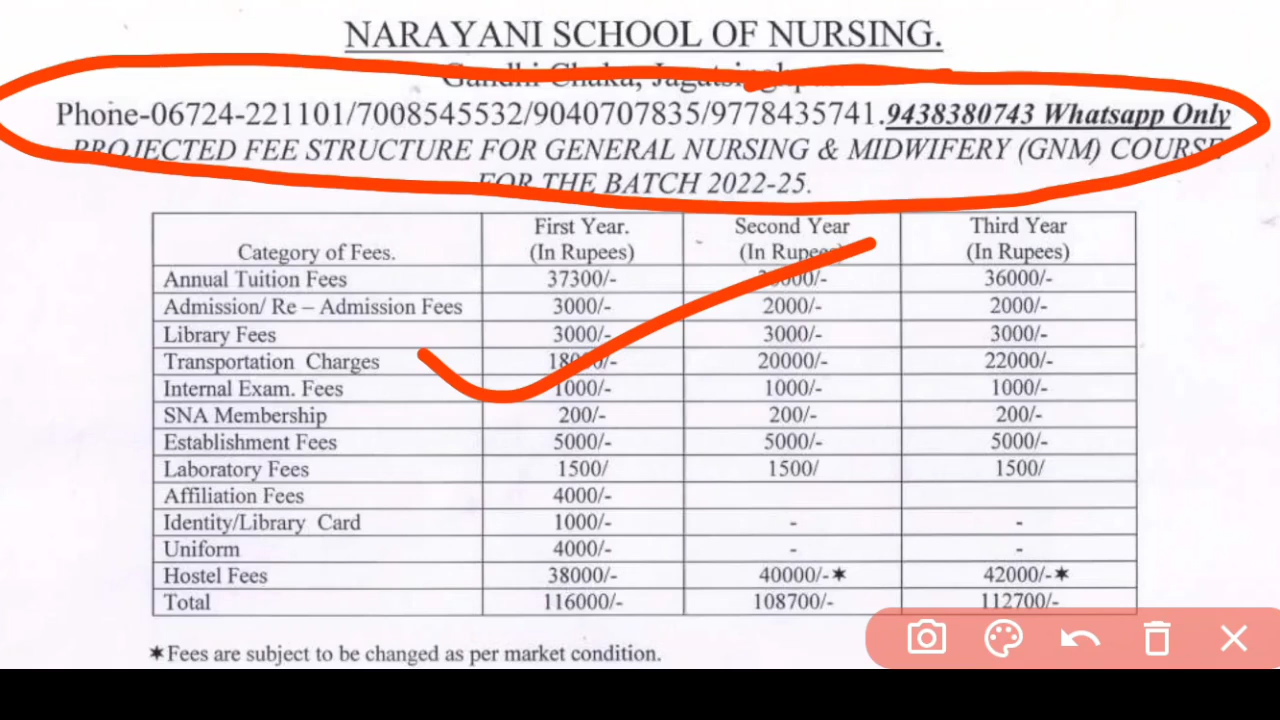 NARAYANI SCHOOL OF NURSING.
Gandhi Chaka,
Phone-06724-221101/7008545532/9040707835/9778435741.9438380743 Whatsapp Only
PROJECTED FEE STRUCTURE FOR GENERAL NURSING & MIDWIFERY (GNM) COURSE
FOR THE BATCH 2022-25.
Category of Fees. First Year. (In Rupees) Second Year (In Rupees) Third Year (In Rupees)
Annual Tuition Fees 37300/- 36000/-
Admission/ Re – Admission Fees 3000/- 2000/- 2000/-
Library Fees 3000/- 3000/- 3000/-
Transportation Charges 20000/- 22000/-
Internal Exam. Fees 1000/- 1000/- 1000/-
SNA Membership 200/- 200/- 200/-
Establishment Fees 5000/- 5000/- 5000/-
Laboratory Fees 1500/ 1500/ 1500/
Affiliation Fees 4000/-
Identity/Library Card 1000/- - -
Uniform 4000/- - -
Hostel Fees 38000/- 40000/-✶ 42000/-✶
Total 116000/- 108700/- 112700/-
✶Fees are subject to be changed as per market condition.